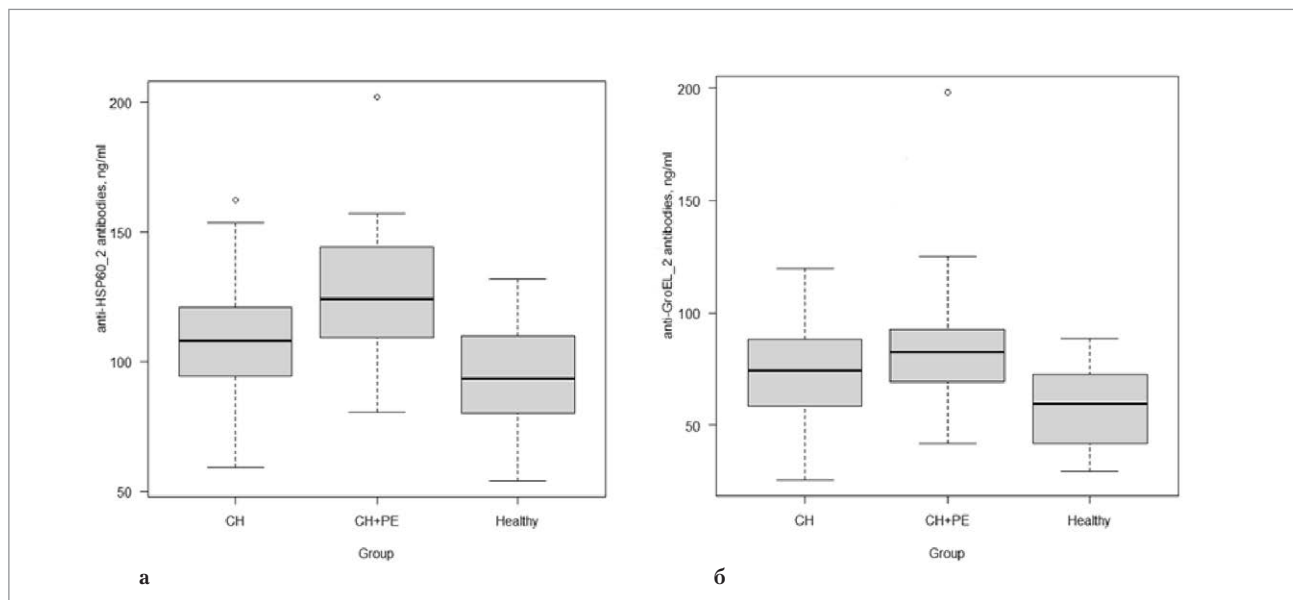 anti-HSP60_2 antibodies, ng/ml
200
150
100
50
CH
CH+PE
Healthy
Group
а
anti-GroEL_2 antibodies, ng/ml
200
150
100
50
CH
CH+PE
Healthy
Group
б